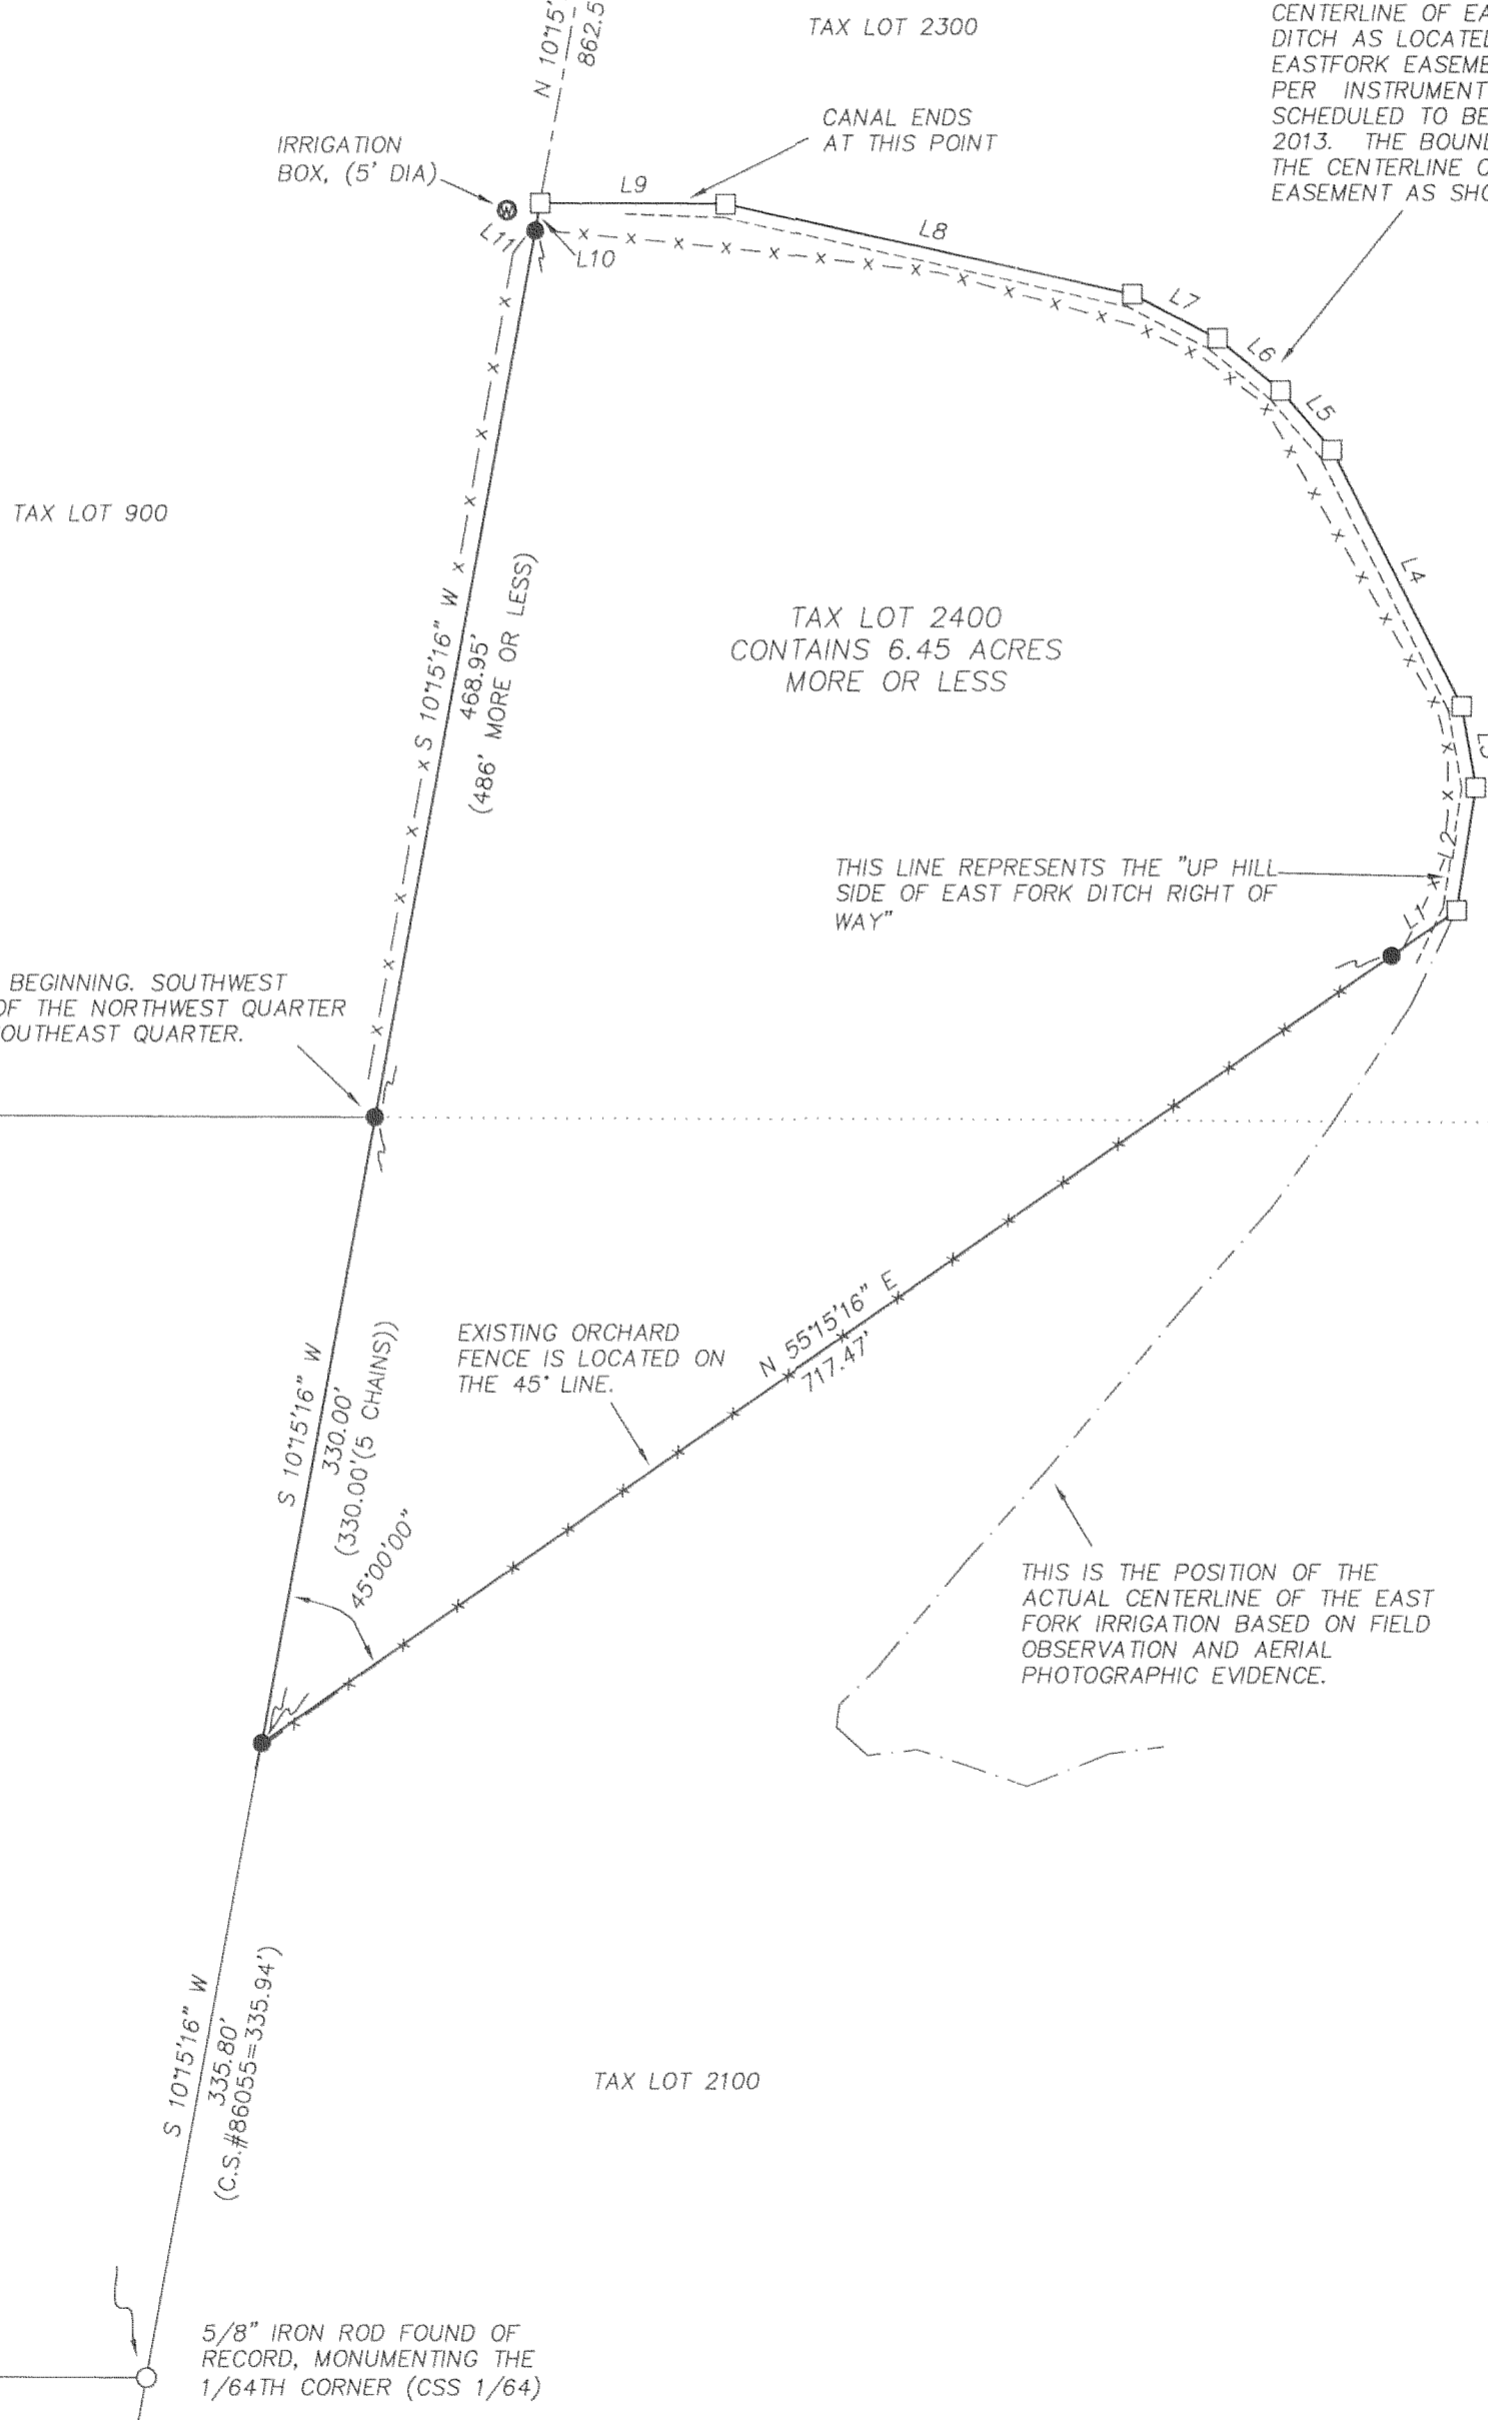 N 10°15'
862.5
TAX LOT 2300
CENTERLINE OF EA
DITCH AS LOCATED
EASTFORK EASEME
PER INSTRUMENT
SCHEDULED TO BE
2013. THE BOUND
THE CENTERLINE O
EASEMENT AS SHO
IRRIGATION
BOX, (5' DIA)
CANAL ENDS
AT THIS POINT
W
L9
L8
L11
L10
L7
L6
L5
TAX LOT 900
L4
S 10°15'16" W
468.95'
(486' MORE OR LESS)
TAX LOT 2400
CONTAINS 6.45 ACRES
MORE OR LESS
L3
L2
THIS LINE REPRESENTS THE "UP HILL
SIDE OF EAST FORK DITCH RIGHT OF
WAY"
L1
BEGINNING. SOUTHWEST
OF THE NORTHWEST QUARTER
OUTHEAST QUARTER.
S 10°15'16" W
330.00'
(330.00'(5 CHAINS))
EXISTING ORCHARD
FENCE IS LOCATED ON
THE 45° LINE.
N 55°15'16" E
717.47'
45°00'00"
THIS IS THE POSITION OF THE
ACTUAL CENTERLINE OF THE EAST
FORK IRRIGATION BASED ON FIELD
OBSERVATION AND AERIAL
PHOTOGRAPHIC EVIDENCE.
S 10°15'16" W
335.80'
(C.S.#86055=335.94')
TAX LOT 2100
5/8" IRON ROD FOUND OF
RECORD, MONUMENTING THE
1/64TH CORNER (CSS 1/64)